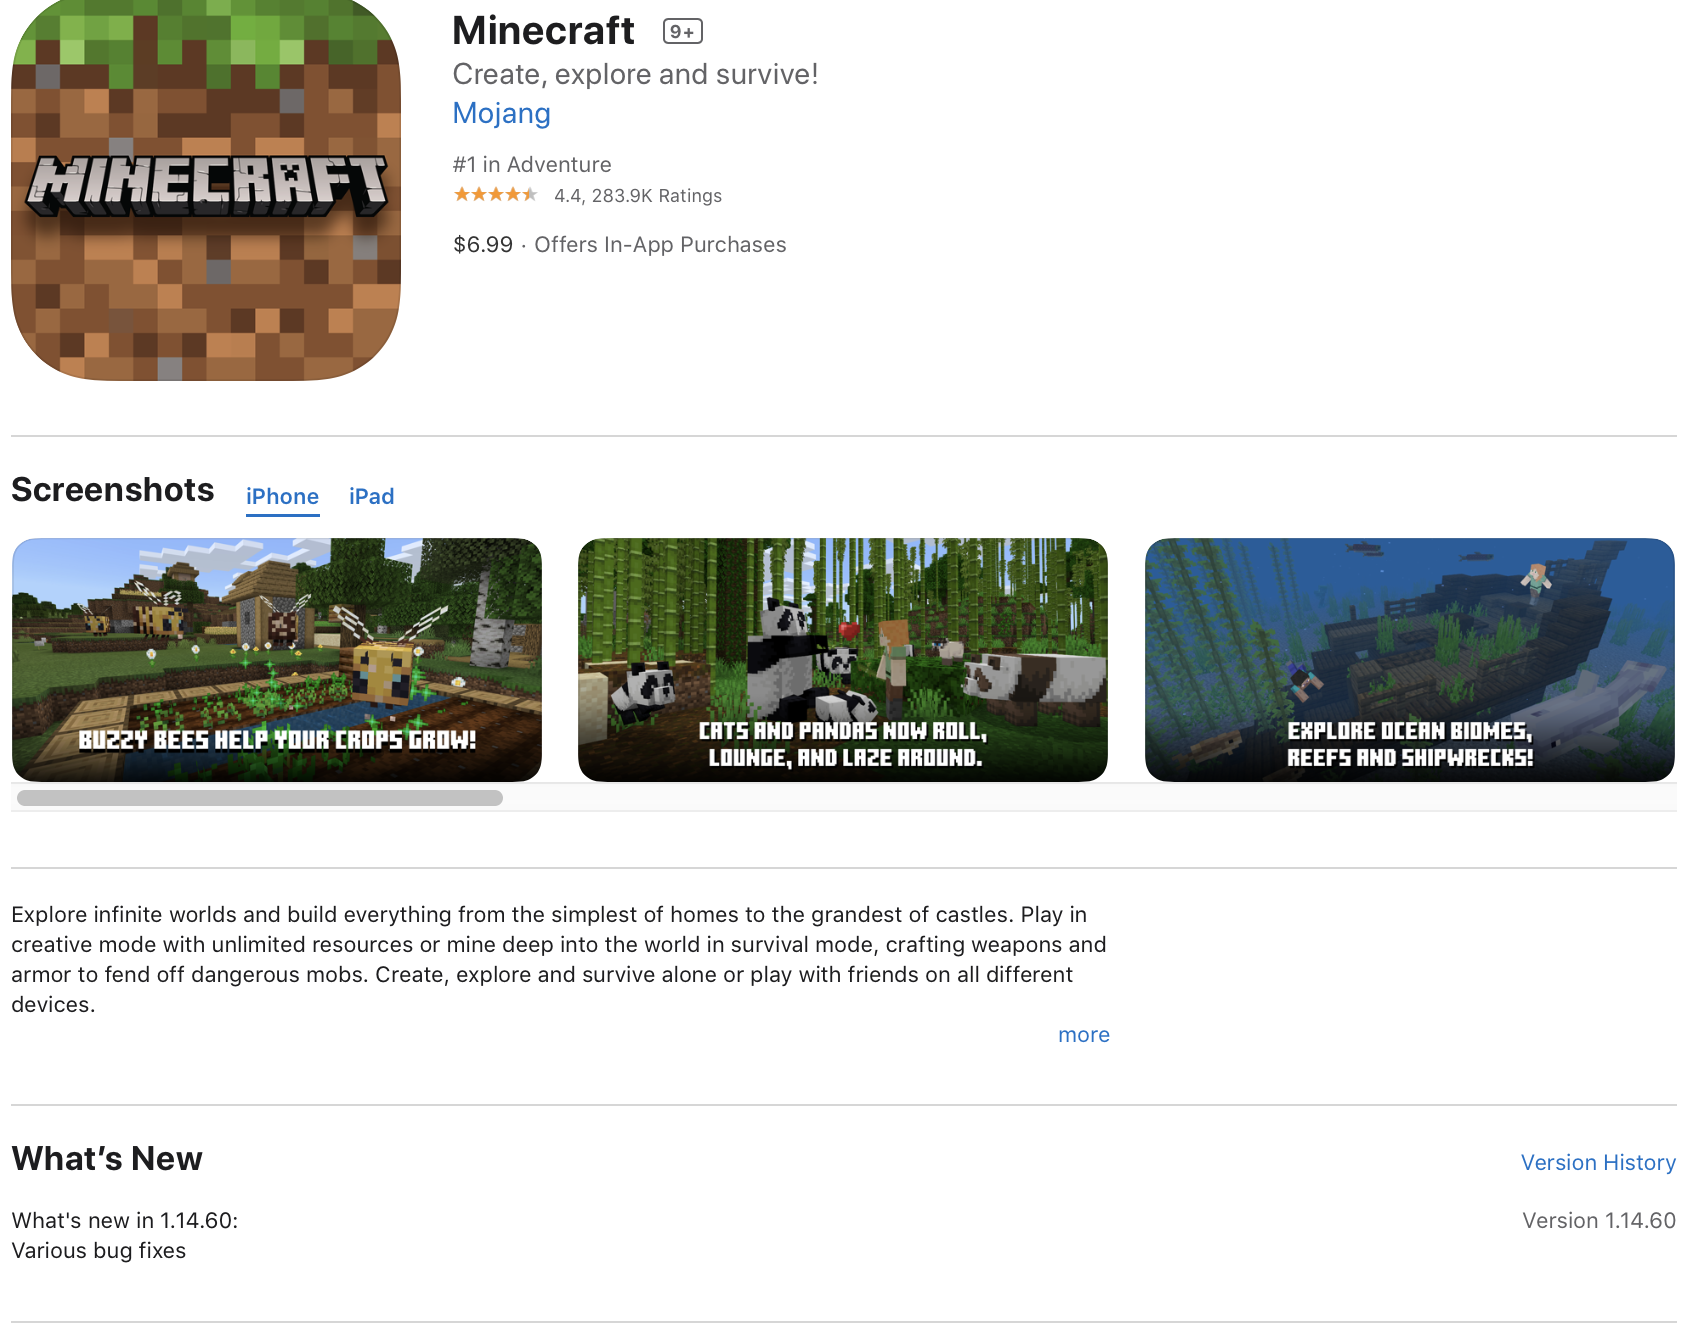 MINECRAFT
Minecraft 9+
Create, explore and survive!
Mojang
#1 in Adventure
4.4, 283.9K Ratings
$6.99 · Offers In-App Purchases
Screenshots iPhone iPad
BUZZY BEES HELP YOUR CROPS GROW!
CATS AND PANDAS NOW ROLL,
LOUNGE, AND LAZE AROUND.
EXPLORE OCEAN BIOMES,
REEFS AND SHIPWRECKS!
Explore infinite worlds and build everything from the simplest of homes to the grandest of castles. Play in
creative mode with unlimited resources or mine deep into the world in survival mode, crafting weapons and
armor to fend off dangerous mobs. Create, explore and survive alone or play with friends on all different
devices.
more
What’s New
Version History
What's new in 1.14.60:
Version 1.14.60
Various bug fixes